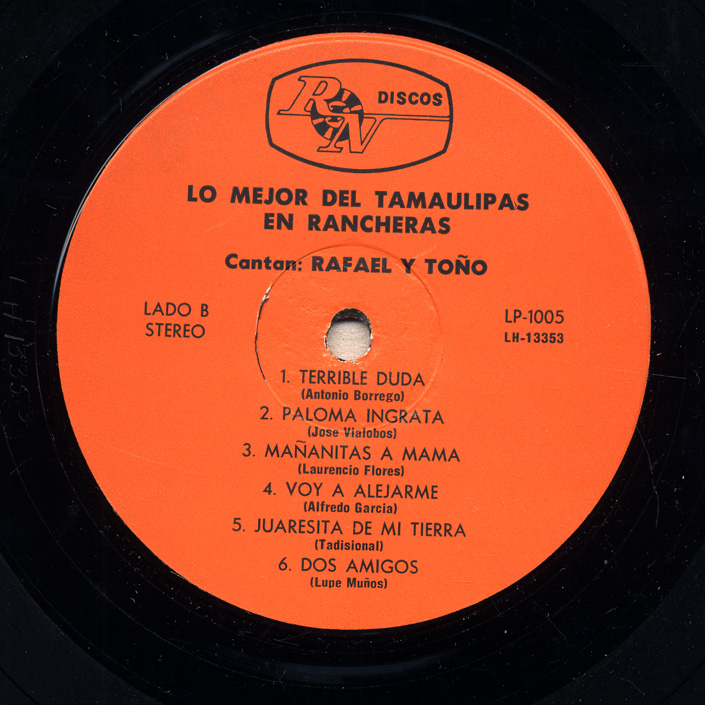 RN DISCOS
LO MEJOR DEL TAMAULIPAS
EN RANCHERAS
Cantan: RAFAEL Y TOÑO
LADO B
STEREO
LP-1005
LH-13353
1. TERRIBLE DUDA
(Antonio Borrego)
2. PALOMA INGRATA
(Jose Vialobos)
3. MAÑANITAS A MAMA
(Laurencio Flores)
4. VOY A ALEJARME
(Alfredo Garcia)
5. JUARESITA DE MI TIERRA
(Tadisional)
6. DOS AMIGOS
(Lupe Muños)